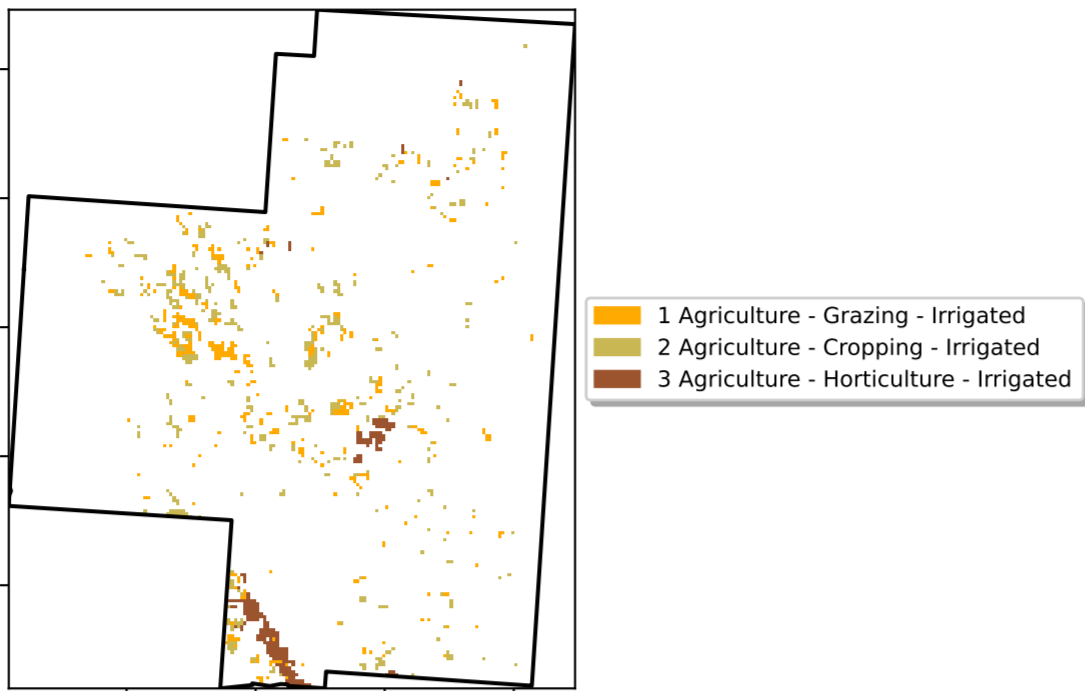 1 Agriculture - Grazing - Irrigated
2 Agriculture - Cropping - Irrigated
3 Agriculture - Horticulture - Irrigated